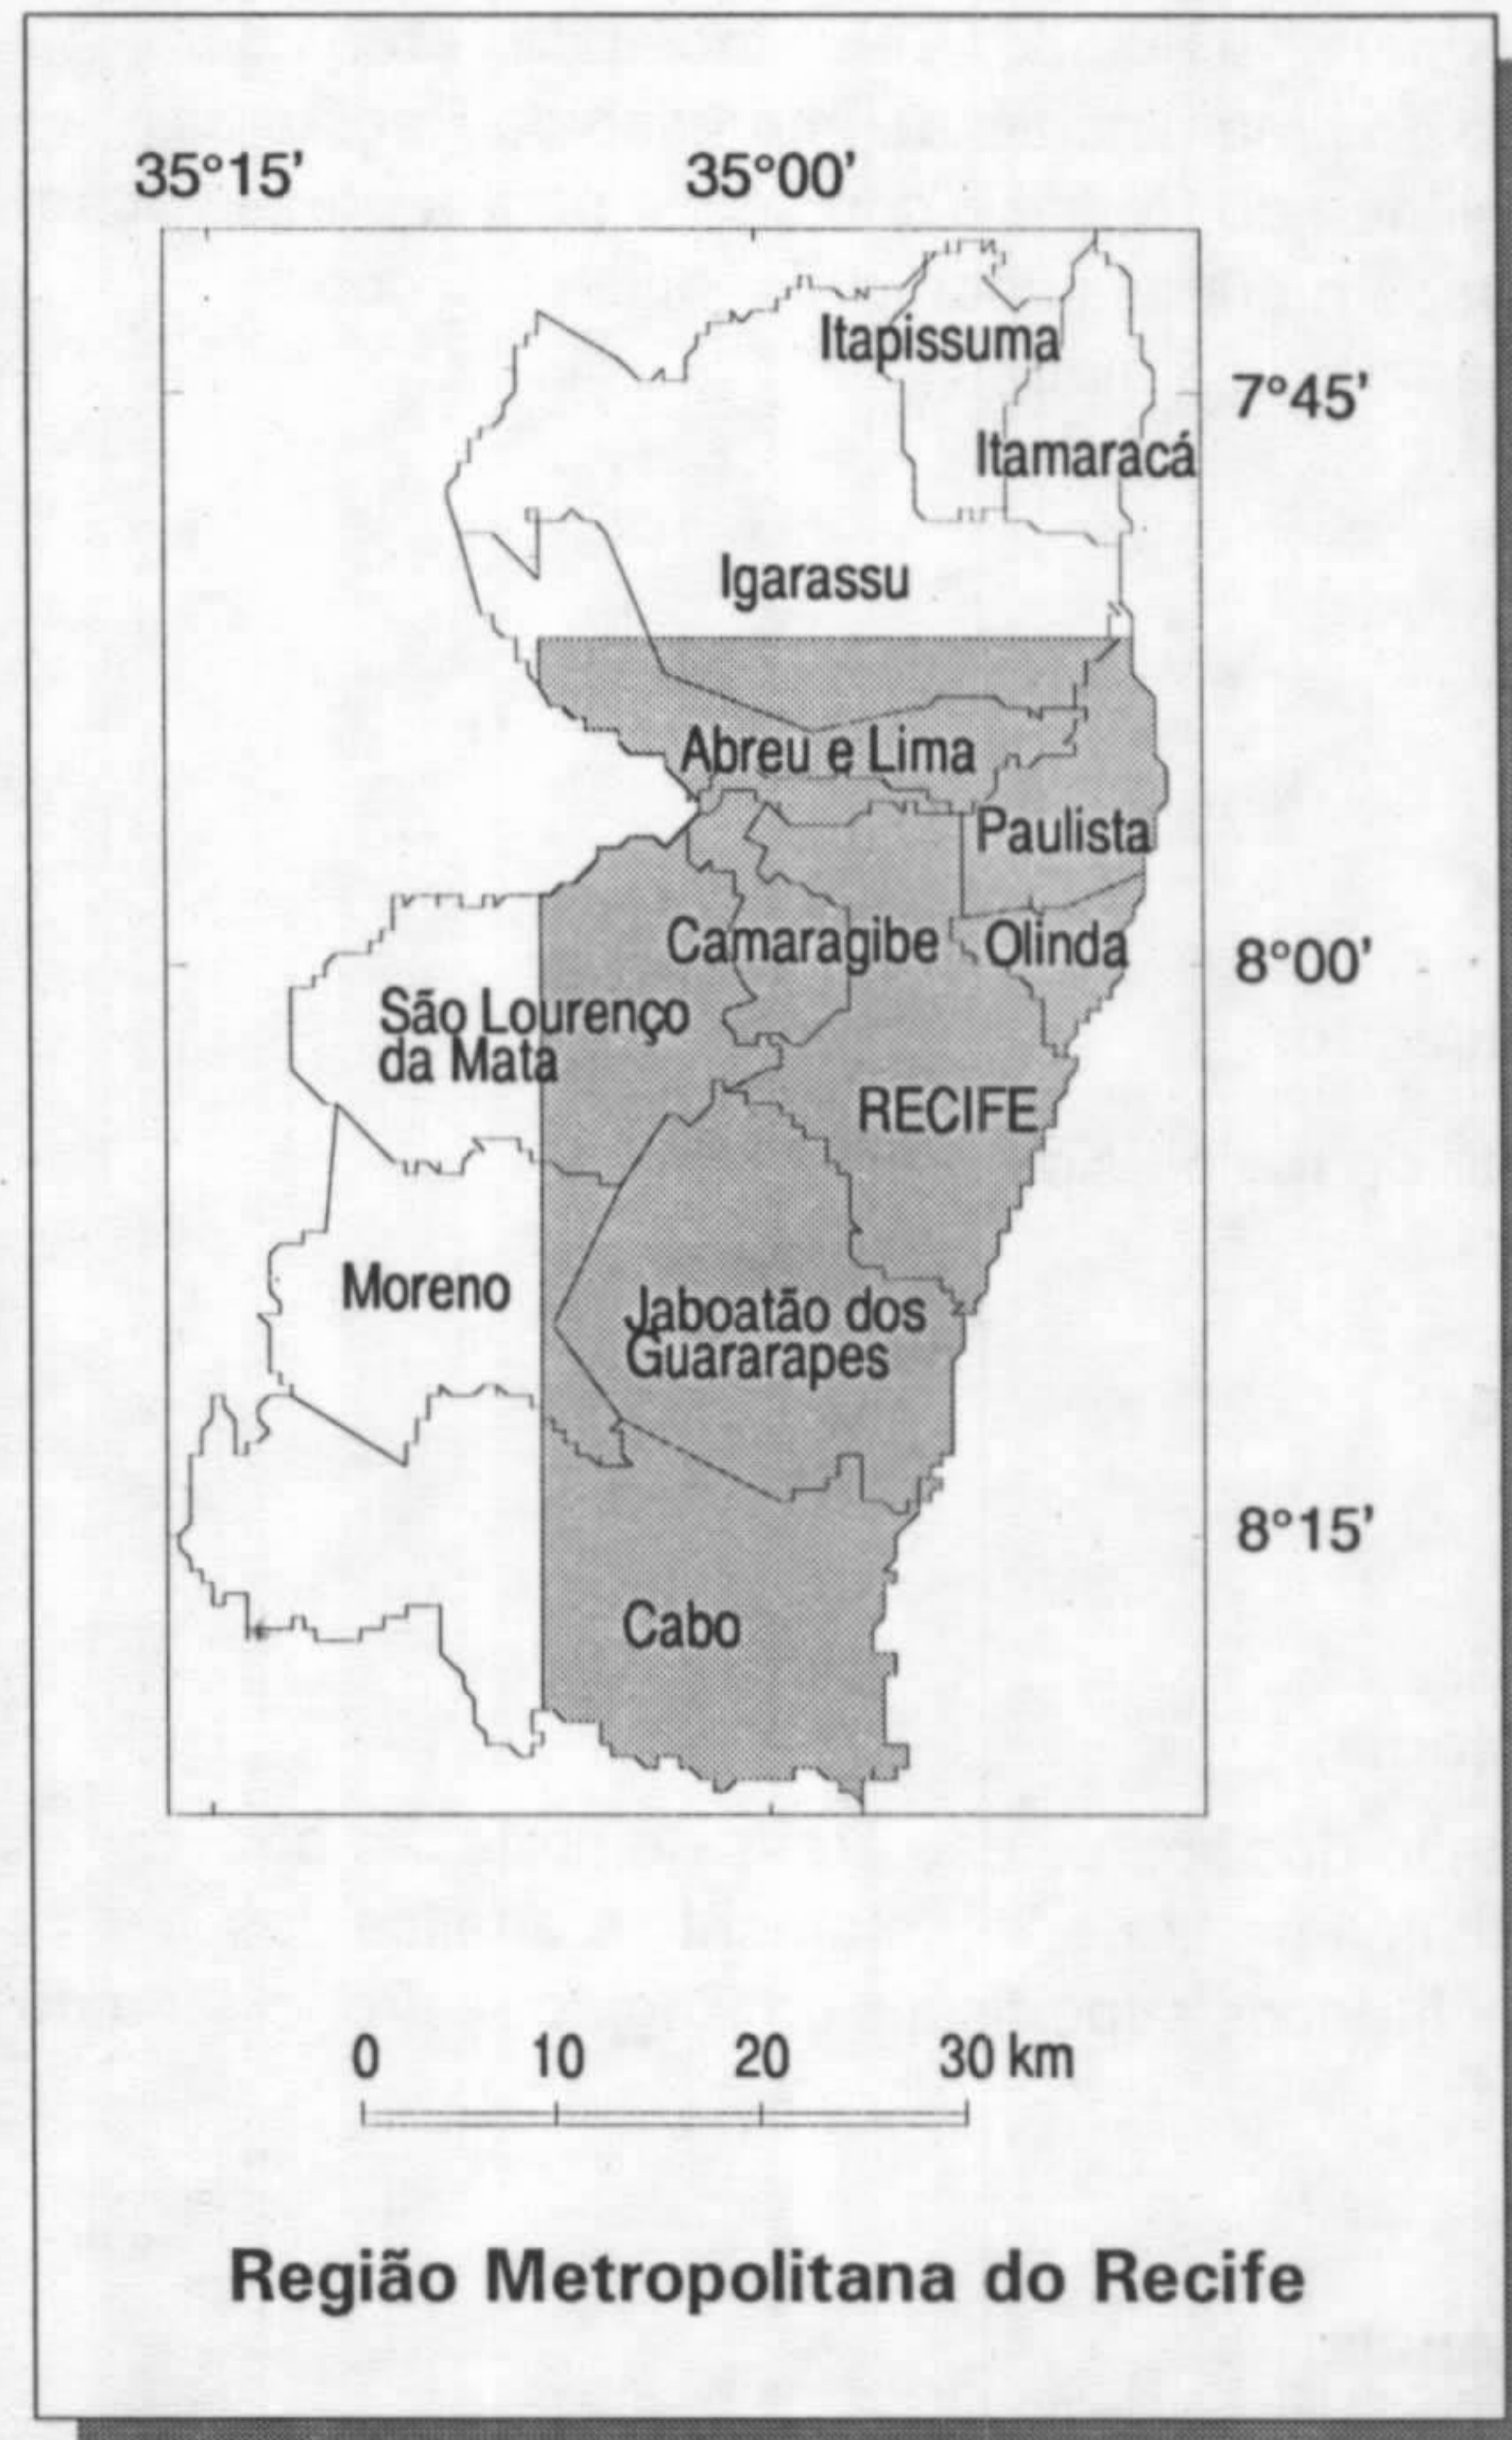 35°15' 35°00'
Itapissuma
7°45'
Itamaracá
Igarassu
Abreu e Lima
Paulista
Camaragibe Olinda
8°00'
São Lourenço
da Mata
RECIFE
Moreno
Jaboatão dos
Guararapes
8°15'
Cabo
0 10 20 30 km
Região Metropolitana do Recife